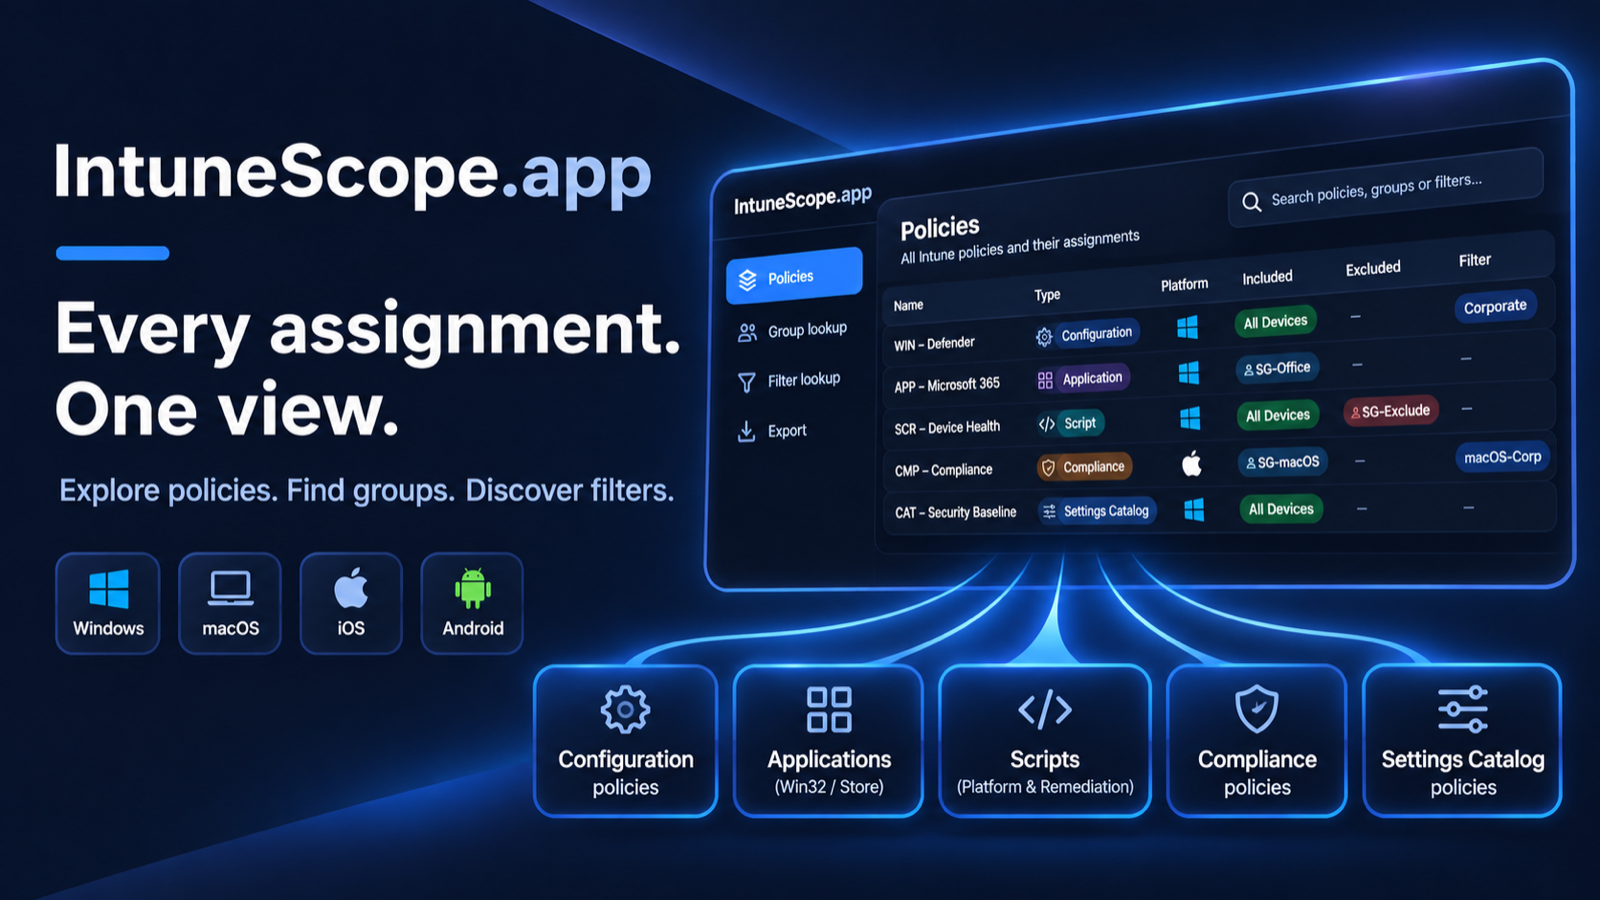 IntuneScope.app
Every assignment.
One view.
Explore policies. Find groups. Discover filters.
Windows
macOS
iOS
Android
IntuneScope.app
Policies
Group lookup
Filter lookup
Export
Policies
All Intune policies and their assignments
Search policies, groups or filters...
Name Type Platform Included Excluded Filter
WIN – Defender Configuration All Devices – Corporate
APP – Microsoft 365 Application SG-Office – –
SCR – Device Health Script All Devices SG-Exclude –
CMP – Compliance Compliance SG-macOS – macOS-Corp
CAT – Security Baseline Settings Catalog All Devices – –
Configuration
policies
Applications
(Win32 / Store)
Scripts
(Platform & Remediation)
Compliance
policies
Settings Catalog
policies